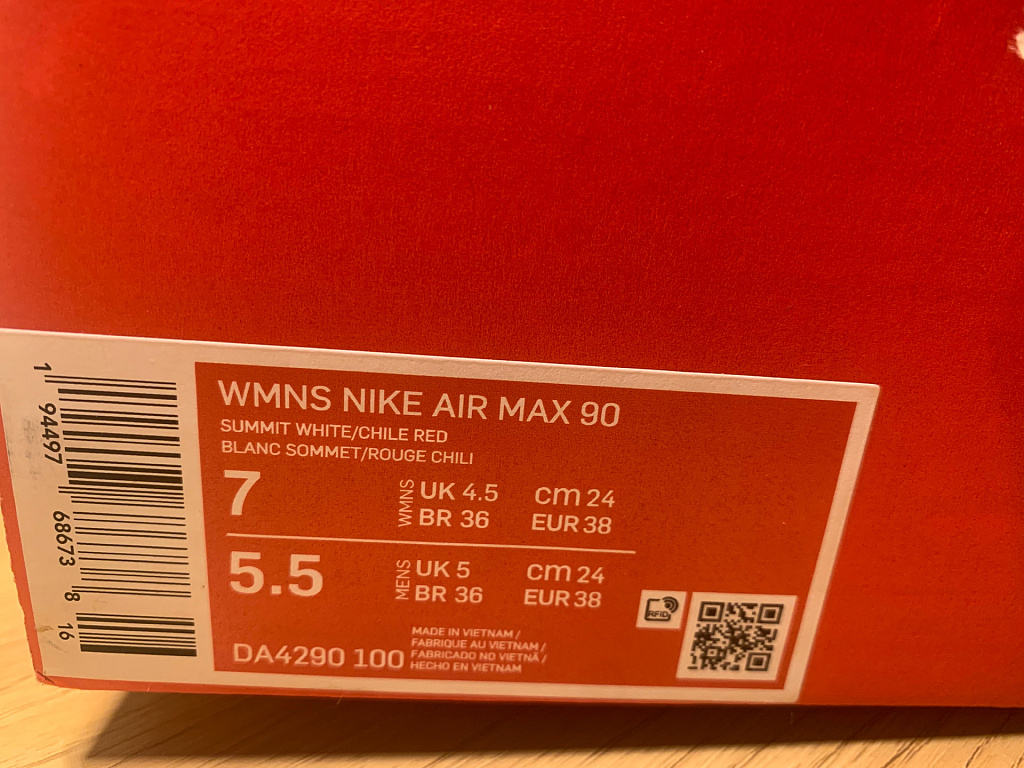 WMNS NIKE AIR MAX 90
SUMMIT WHITE/CHILE RED
BLANC SOMMET/ROUGE CHILI
7
WMNS
UK 4.5 cm 24
BR 36 EUR 38
5.5
MENS
UK 5 cm 24
BR 36 EUR 38
DA4290 100
MADE IN VIETNAM /
FABRIQUE AU VIETNAM /
FABRICADO NO VIETNÃ /
HECHO EN VIETNAM
RFID
1 94497 68673 8 16